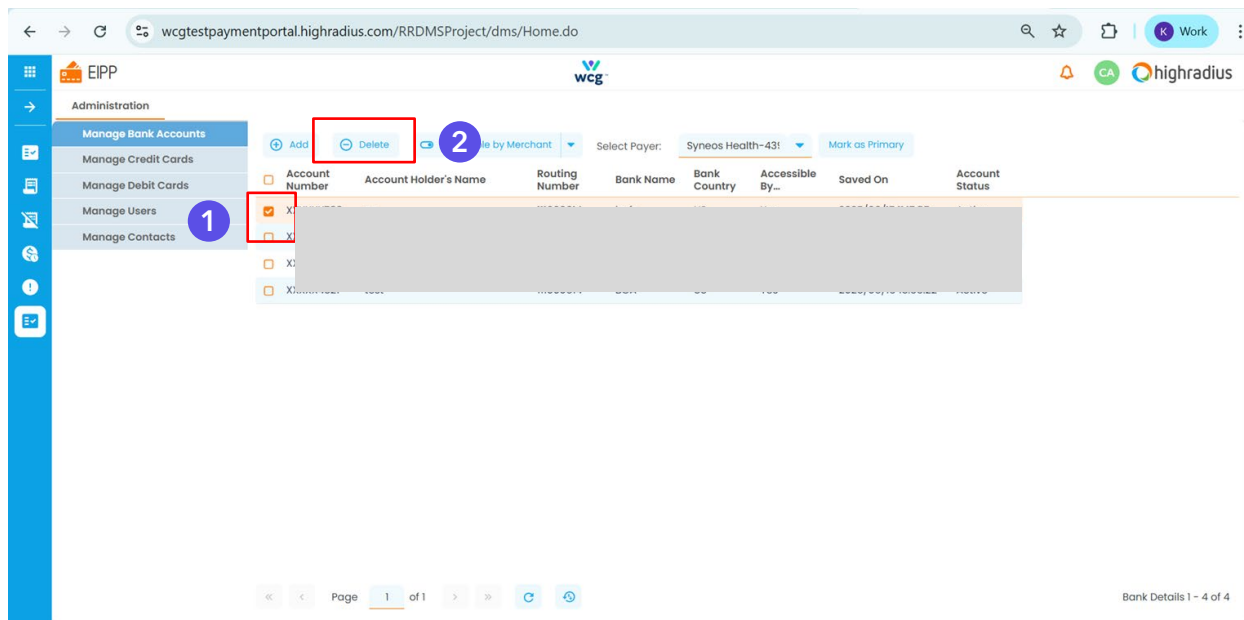 wcgtestpaymentportal.highradius.com/RRDMSProject/dms/Home.do
K Work
EIPP
wcg
CA highradius
Administration
Manage Bank Accounts
Manage Credit Cards
Manage Debit Cards
Manage Users
Manage Contacts
Add Delete 2 le by Merchant Select Payer: Syneos Health-439 Mark as Primary
Account Number Account Holder's Name Routing Number Bank Name Bank Country Accessible By... Saved On Account Status
1
Page 1 of 1
Bank Details 1 - 4 of 4